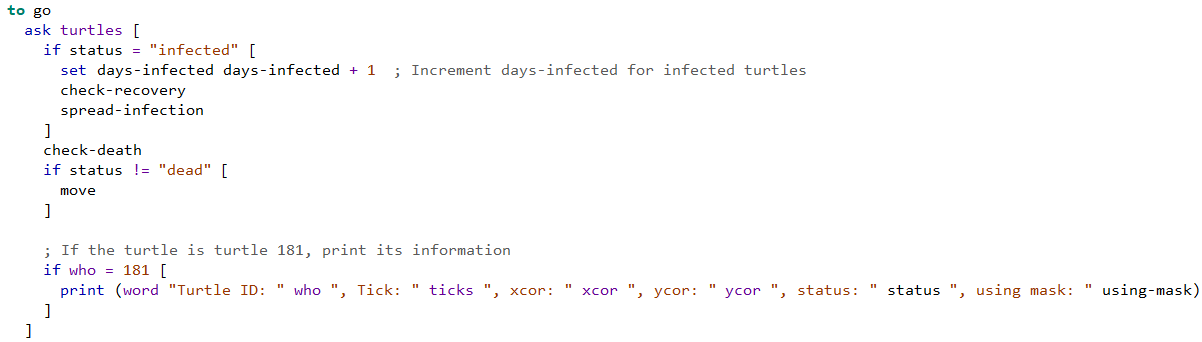 to go
  ask turtles [
    if status = "infected" [
      set days-infected days-infected + 1  ; Increment days-infected for infected turtles
      check-recovery
      spread-infection
    ]
    check-death
    if status != "dead" [
      move
    ]

    ; If the turtle is turtle 181, print its information
    if who = 181 [
      print (word "Turtle ID: " who ", Tick: " ticks ", xcor: " xcor ", ycor: " ycor ", status: " status ", using mask: " using-mask)
    ]
  ]